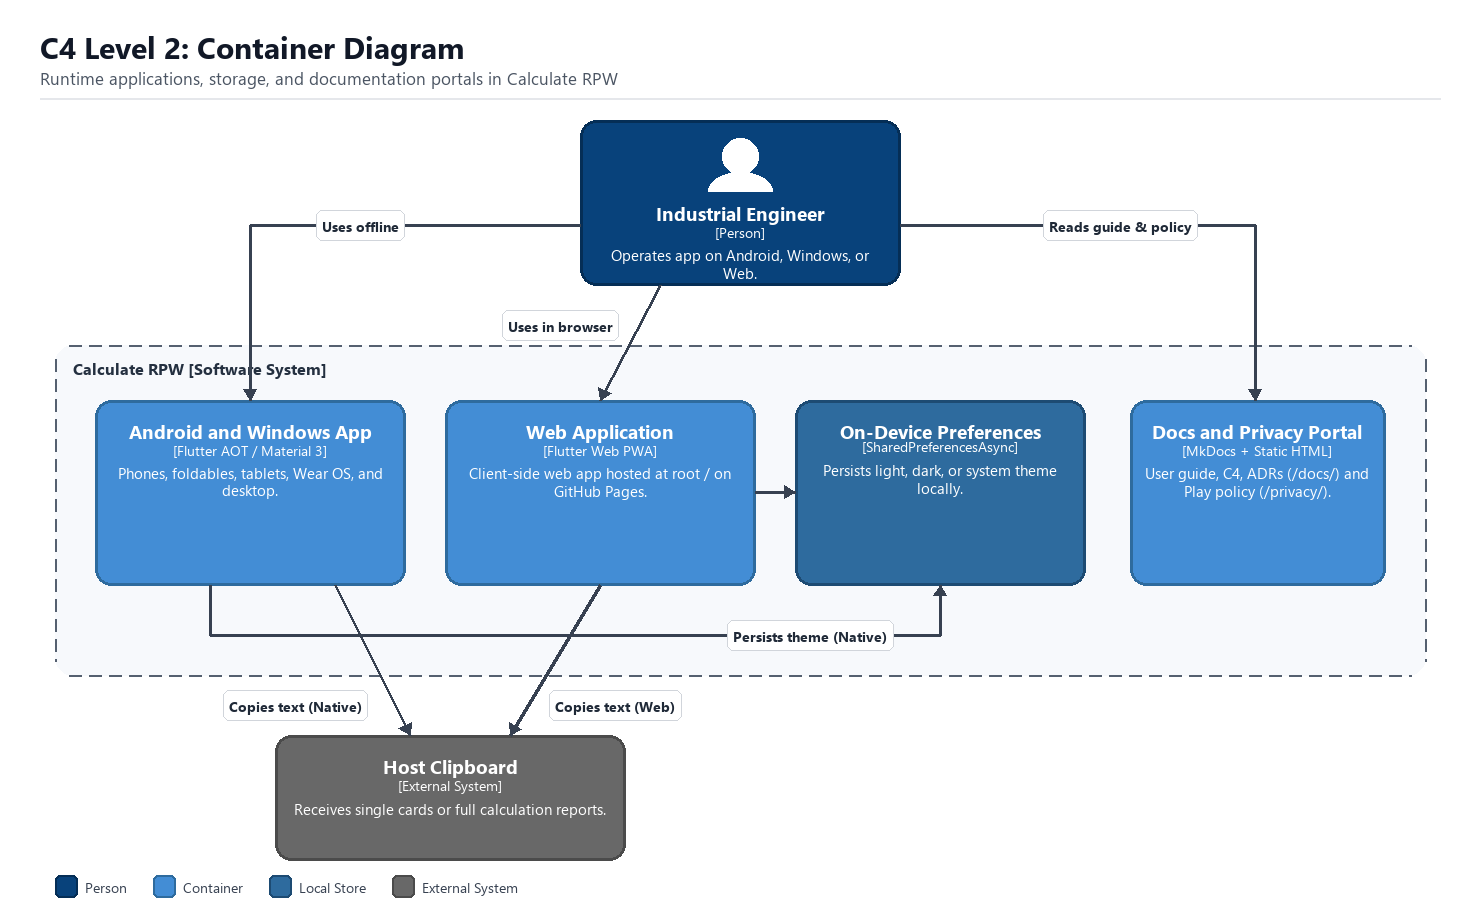 C4 Level 2: Container Diagram
Runtime applications, storage, and documentation portals in Calculate RPW
Industrial Engineer
[Person]
Operates app on Android, Windows, or
Web.
Uses offline
Reads guide & policy
Uses in browser
Calculate RPW [Software System]
Android and Windows App
[Flutter AOT / Material 3]
Phones, foldables, tablets, Wear OS, and
desktop.
Web Application
[Flutter Web PWA]
Client-side web app hosted at root / on
GitHub Pages.
On-Device Preferences
[SharedPreferencesAsync]
Persists light, dark, or system theme
locally.
Docs and Privacy Portal
[MkDocs + Static HTML]
User guide, C4, ADRs (/docs/) and
Play policy (/privacy/).
Persists theme (Native)
Copies text (Native)
Copies text (Web)
Host Clipboard
[External System]
Receives single cards or full calculation reports.
Person
Container
Local Store
External System